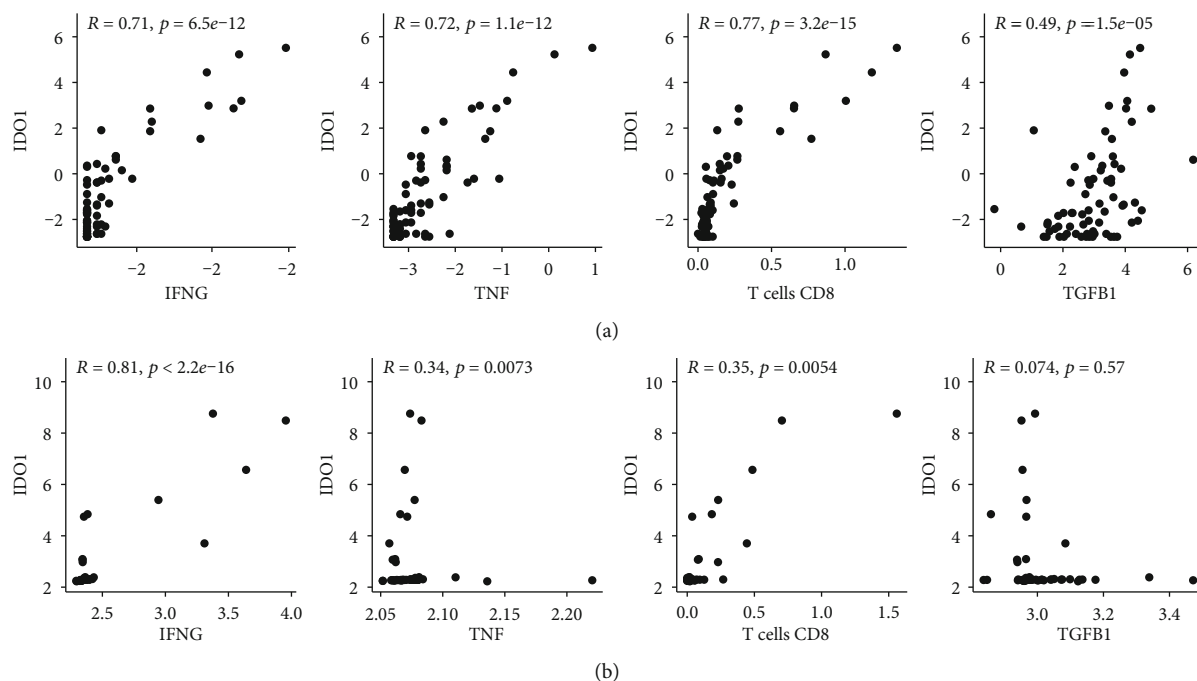 R = 0.71, p = 6.5e−12
6
4
2
0
−2
IDO1
−2
−2
−2
IFNG
R = 0.72, p = 1.1e−12
6
4
2
0
−2
IDO1
−3
−2
−1
0
1
TNF
R = 0.77, p = 3.2e−15
6
4
2
0
−2
IDO1
0.0
0.5
1.0
T cells CD8
R = 0.49, p =1.5e−05
6
4
2
0
−2
IDO1
0
2
4
6
TGFB1
(a)
R = 0.81, p < 2.2e−16
10
8
6
4
2
IDO1
2.5
3.0
3.5
4.0
IFNG
R = 0.34, p = 0.0073
10
8
6
4
2
IDO1
2.05
2.10
2.15
2.20
TNF
R = 0.35, p = 0.0054
10
8
6
4
2
IDO1
0.0
0.5
1.0
1.5
T cells CD8
R = 0.074, p = 0.57
10
8
6
4
2
IDO1
3.0
3.2
3.4
TGFB1
(b)